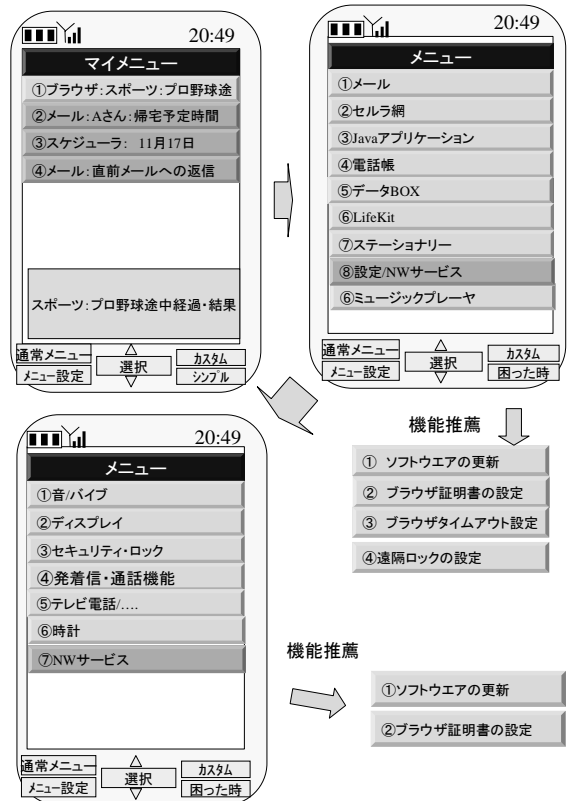 20:49
マイメニュー
①ブラウザ:スポーツ:プロ野球途
②メール:Aさん:帰宅予定時間
③スケジューラ: 11月17日
④メール:直前メールへの返信
スポーツ:プロ野球途中経過・結果
通常メニュー
メニュー設定
△
選択
▽
カスタム
シンプル
20:49
メニュー
①メール
②セルラ網
③Javaアプリケーション
④電話帳
⑤データBOX
⑥LifeKit
⑦ステーショナリー
⑧設定/NWサービス
⑥ミュージックプレーヤ
通常メニュー
メニュー設定
△
選択
▽
カスタム
困った時
機能推薦
① ソフトウエアの更新
② ブラウザ証明書の設定
③ ブラウザタイムアウト設定
④遠隔ロックの設定
20:49
メニュー
①音/バイブ
②ディスプレイ
③セキュリティ・ロック
④発着信・通話機能
⑤テレビ電話/….
⑥時計
⑦NWサービス
通常メニュー
メニュー設定
△
選択
▽
カスタム
困った時
機能推薦
①ソフトウエアの更新
②ブラウザ証明書の設定